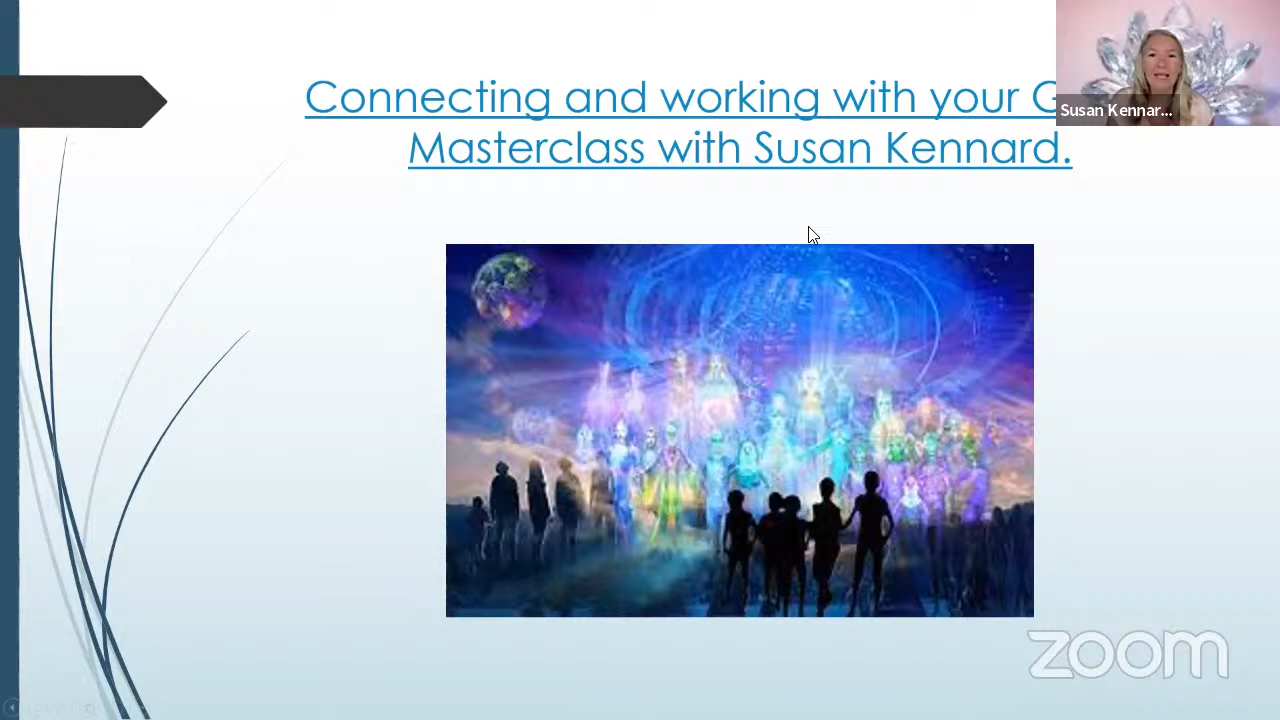 Connecting and working with your G
Masterclass with Susan Kennard.
Susan Kennar...
zoom